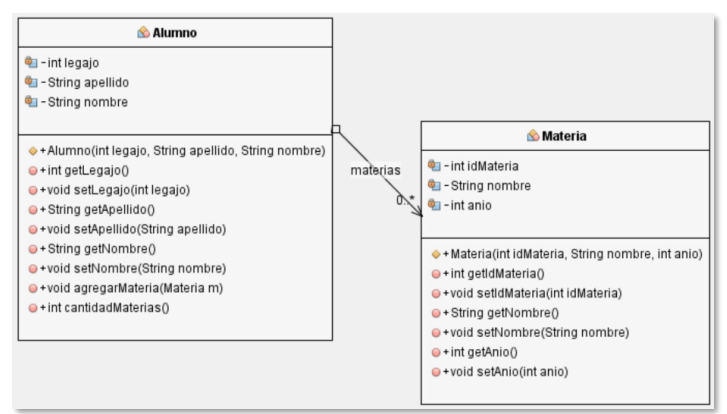 Alumno
-int legajo
-String apellido
-String nombre
+Alumno(int legajo, String apellido, String nombre)
+int getLegajo()
+void setLegajo(int legajo)
+String getApellido()
+void setApellido(String apellido)
+String getNombre()
+void setNombre(String nombre)
+void agregarMateria(Materia m)
+int cantidadMaterias()
materias
0..*
Materia
-int idMateria
-String nombre
-int anio
+Materia(int idMateria, String nombre, int anio)
+int getIdMateria()
+void setIdMateria(int idMateria)
+String getNombre()
+void setNombre(String nombre)
+int getAnio()
+void setAnio(int anio)